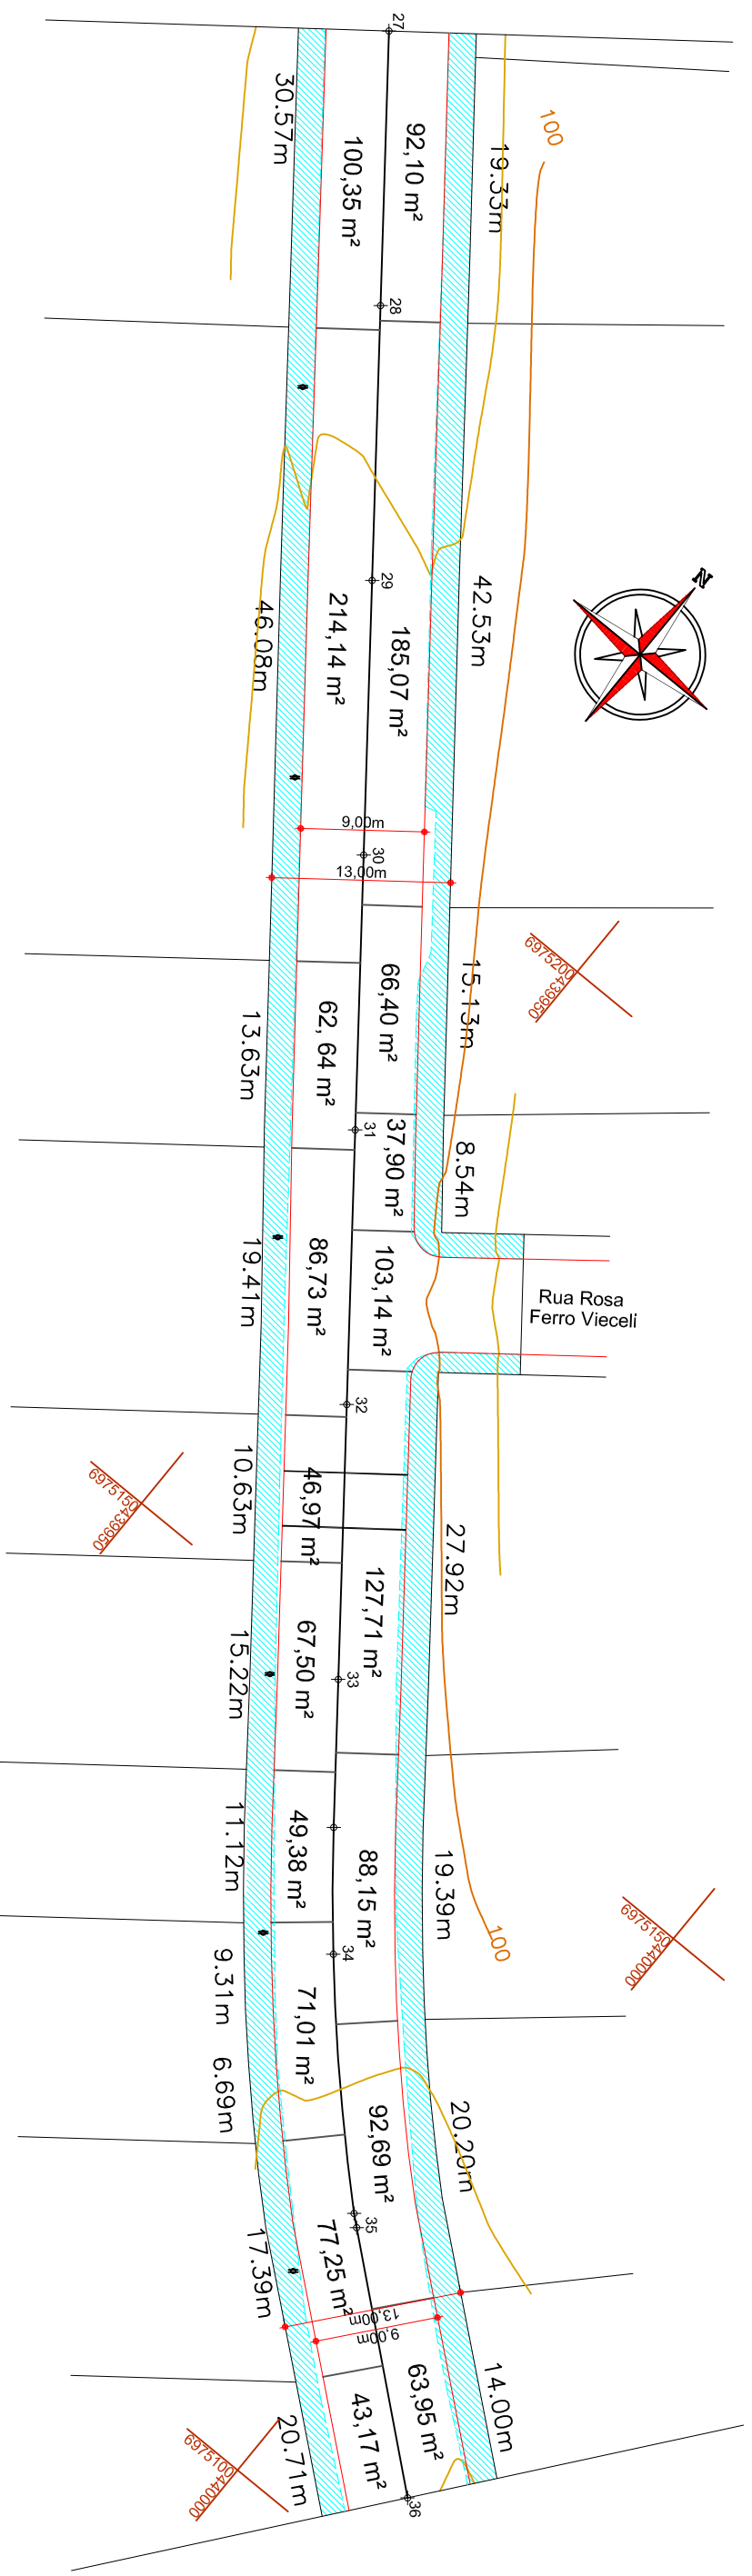 27
30.57m
100,35 m²
92,10 m²
19.33m
100
28
N
46.08m
214,14 m²
29
185,07 m²
42.53m
9,00m
30
13,00m
6975200
439950
13.63m
62, 64 m²
66,40 m²
15.13m
31
37,90 m²
8.54m
19.41m
86,73 m²
103,14 m²
Rua Rosa
Ferro Vieceli
32
6975150
439950
10.63m
46,97 m²
127,71 m²
27.92m
15.22m
67,50 m²
33
11.12m
49,38 m²
88,15 m²
19.39m
100
6975150
440000
9.31m
34
71,01 m²
6.69m
92,69 m²
20.20m
35
17.39m
77,25 m²
13,00m
9,00m
63,95 m²
14.00m
43,17 m²
20.71m
36
6975100
440000